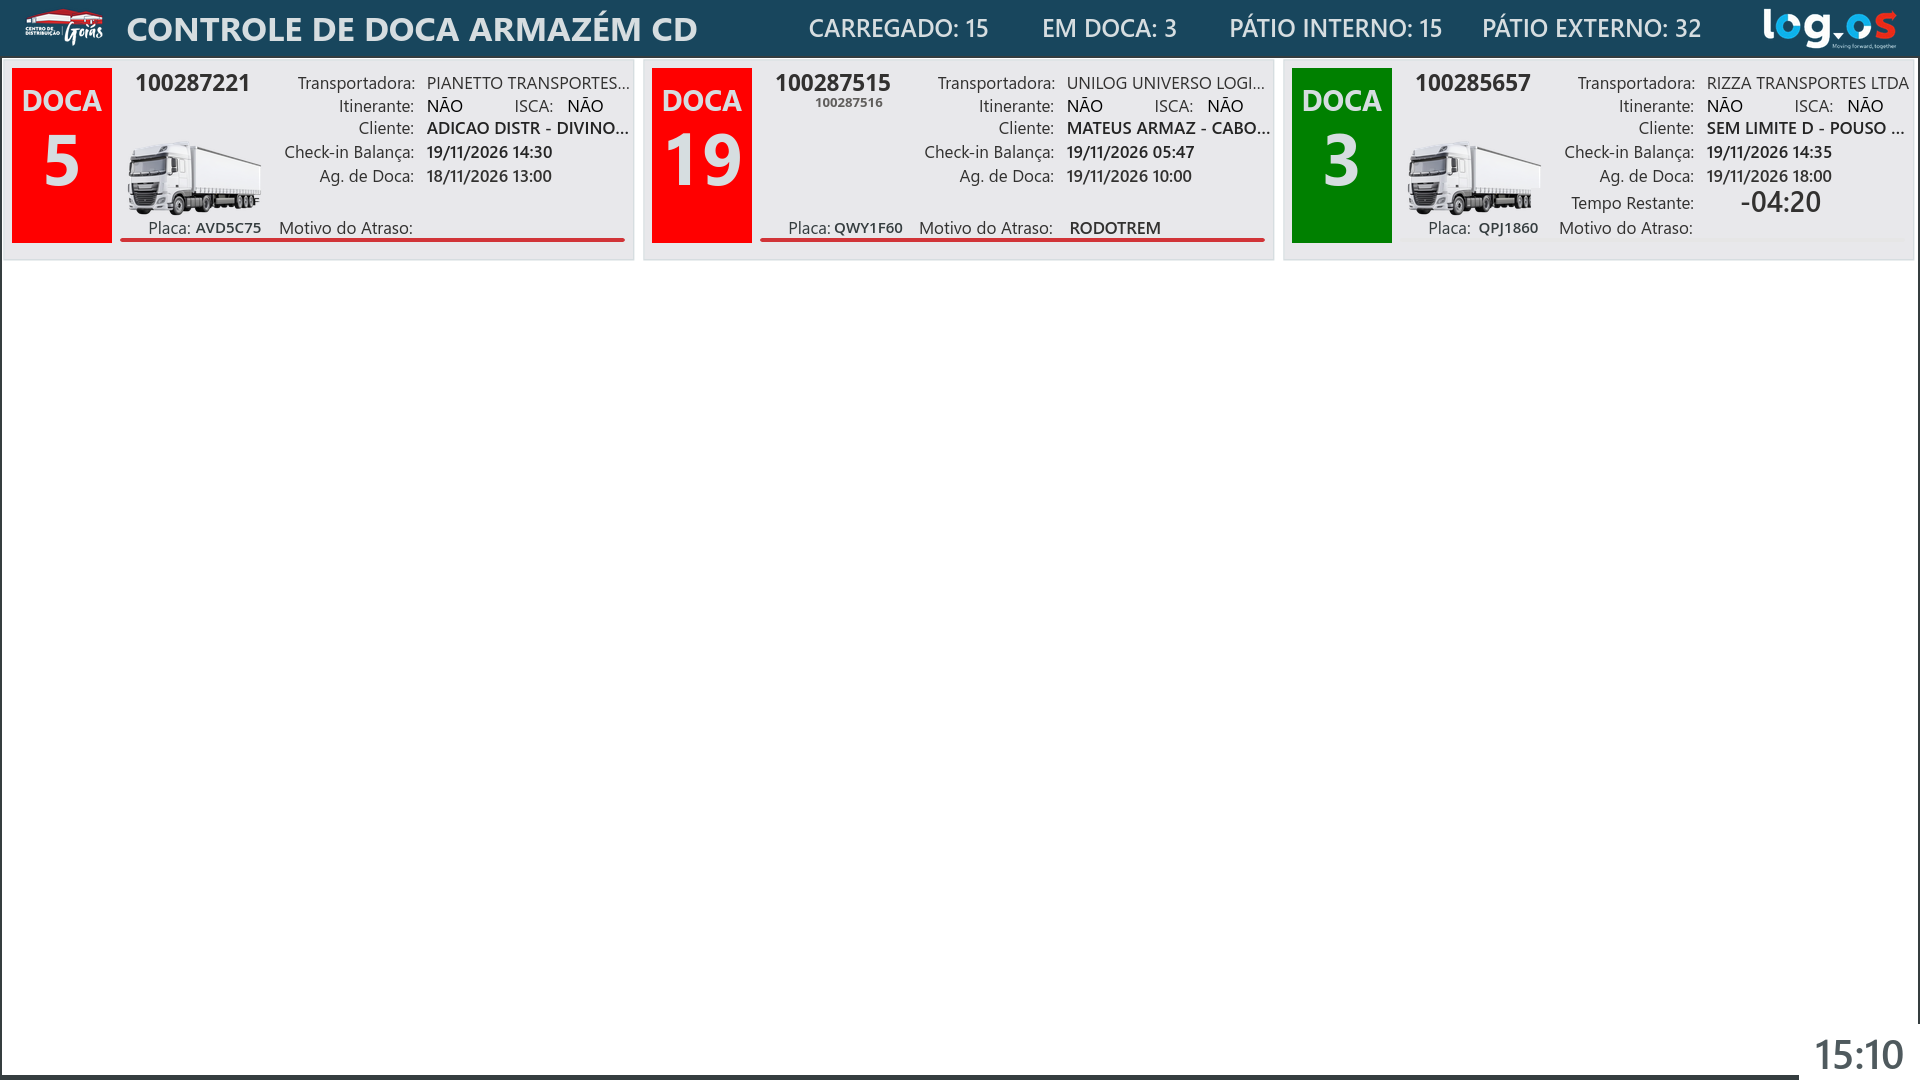 CENTRO DE DISTRIBUIÇÃO Goiás
CONTROLE DE DOCA ARMAZÉM CD
CARREGADO: 15
EM DOCA: 3
PÁTIO INTERNO: 15
PÁTIO EXTERNO: 32
log.os
Moving forward, together
DOCA
5
100287221
Transportadora: PIANETTO TRANSPORTES...
Itinerante: NÃO ISCA: NÃO
Cliente: ADICAO DISTR - DIVINO...
Check-in Balança: 19/11/2026 14:30
Ag. de Doca: 18/11/2026 13:00
Placa: AVD5C75 Motivo do Atraso:
DOCA
19
100287515
100287516
Transportadora: UNILOG UNIVERSO LOGI...
Itinerante: NÃO ISCA: NÃO
Cliente: MATEUS ARMAZ - CABO...
Check-in Balança: 19/11/2026 05:47
Ag. de Doca: 19/11/2026 10:00
Placa: QWY1F60 Motivo do Atraso: RODOTREM
DOCA
3
100285657
Transportadora: RIZZA TRANSPORTES LTDA
Itinerante: NÃO ISCA: NÃO
Cliente: SEM LIMITE D - POUSO ...
Check-in Balança: 19/11/2026 14:35
Ag. de Doca: 19/11/2026 18:00
Tempo Restante: -04:20
Placa: QPJ1860 Motivo do Atraso:
15:10